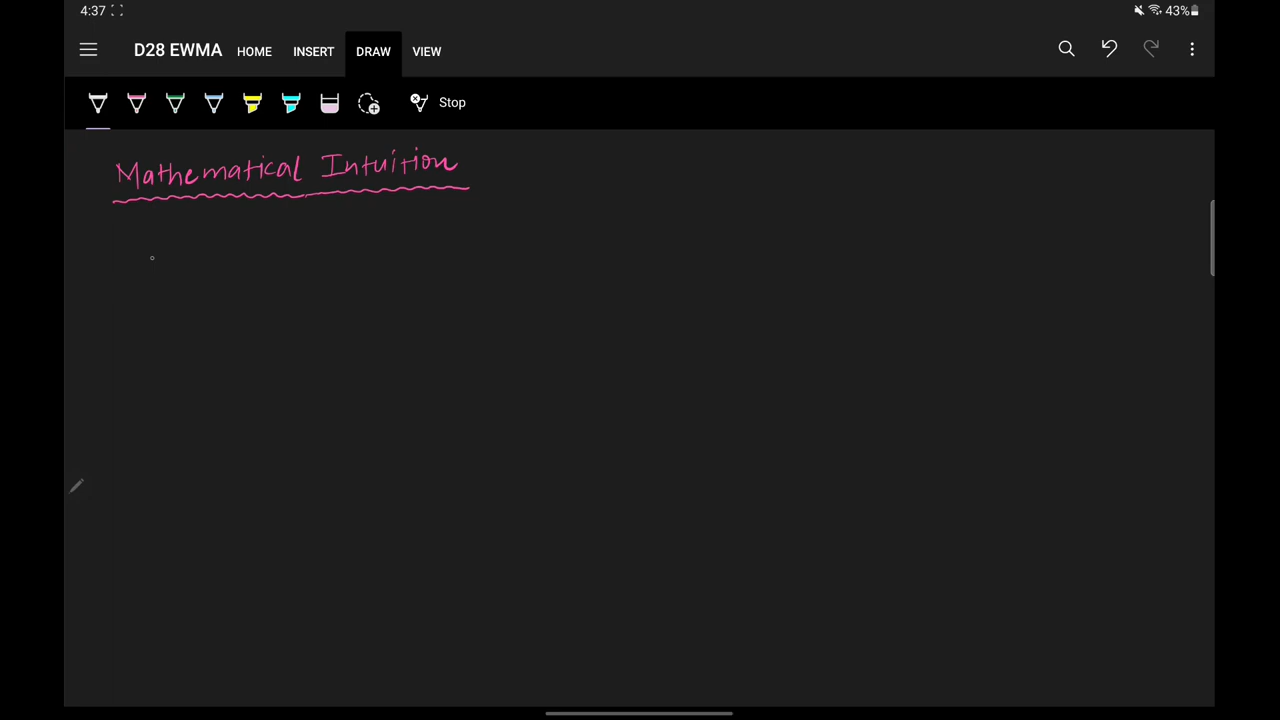 4:37 43%
D28 EWMA HOME INSERT DRAW VIEW
Stop
Mathematical Intuition